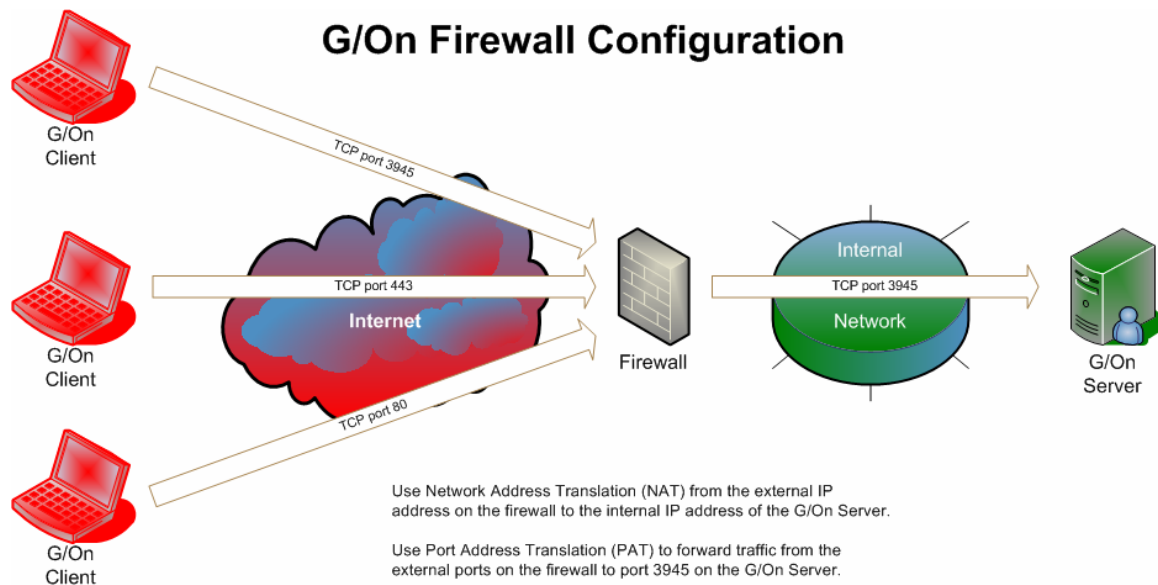 G/On Firewall Configuration
G/On
Client
TCP port 3945
G/On
Client
TCP port 443
Internet
G/On
Client
TCP port 80
Firewall
Internal
TCP port 3945
Network
G/On
Server
Use Network Address Translation (NAT) from the external IP
address on the firewall to the internal IP address of the G/On Server.
Use Port Address Translation (PAT) to forward traffic from the
external ports on the firewall to port 3945 on the G/On Server.